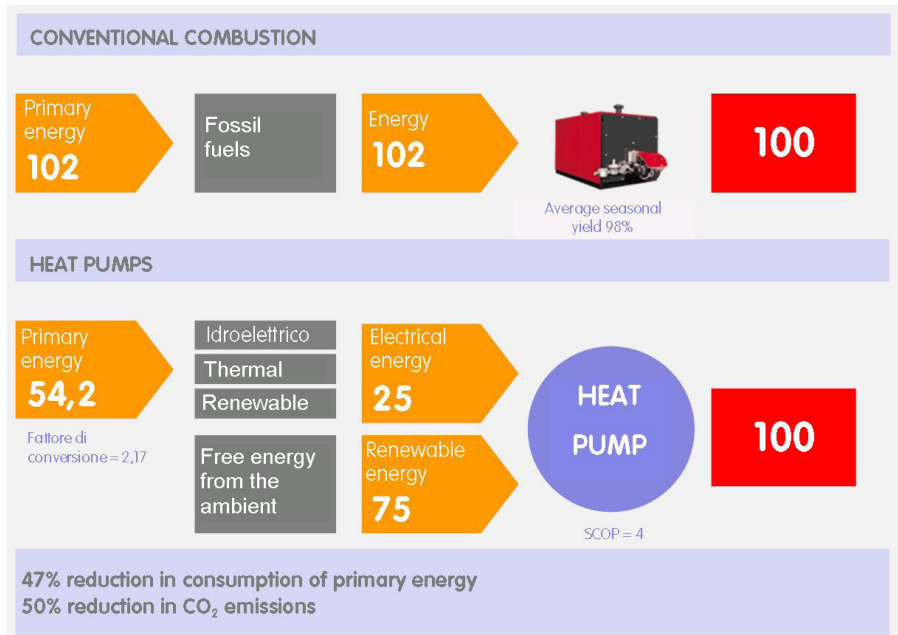 CONVENTIONAL COMBUSTION
Primary
energy
102
Fossil
fuels
Energy
102
100
Average seasonal
yield 98%
HEAT PUMPS
Primary
energy
54,2
Fattore di
conversione = 2,17
Idroelettrico
Thermal
Renewable
Free energy
from the
ambient
Electrical
energy
25
Renewable
energy
75
HEAT
PUMP
SCOP = 4
100
47% reduction in consumption of primary energy
50% reduction in CO₂ emissions